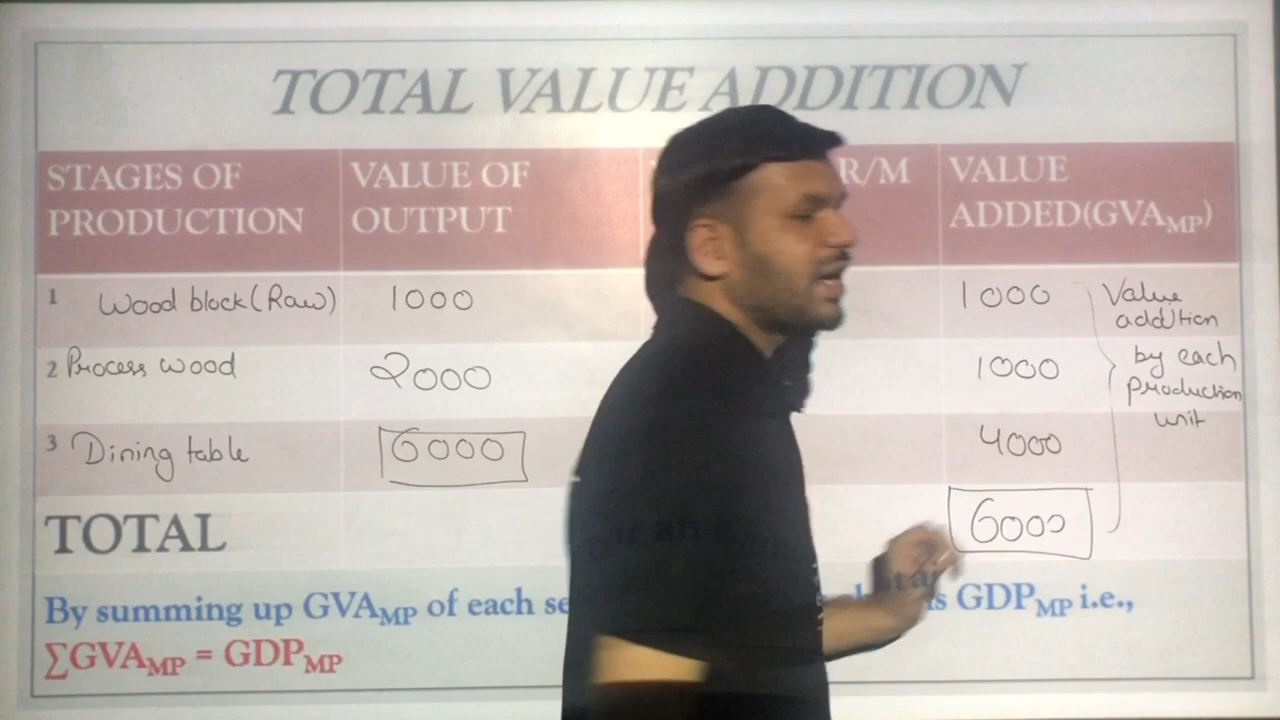 TOTAL VALUE ADDITION
STAGES OF PRODUCTION
VALUE OF OUTPUT
R/M
VALUE ADDED(GVAMP)
1 Wood block (Raw) 1000 1000
2 Process wood 2000 1000
3 Dining table 6000 4000
TOTAL 6000
Value
addition
by each
production
unit
By summing up GVAMP of each GDPMP i.e.,
∑GVAMP = GDPMP